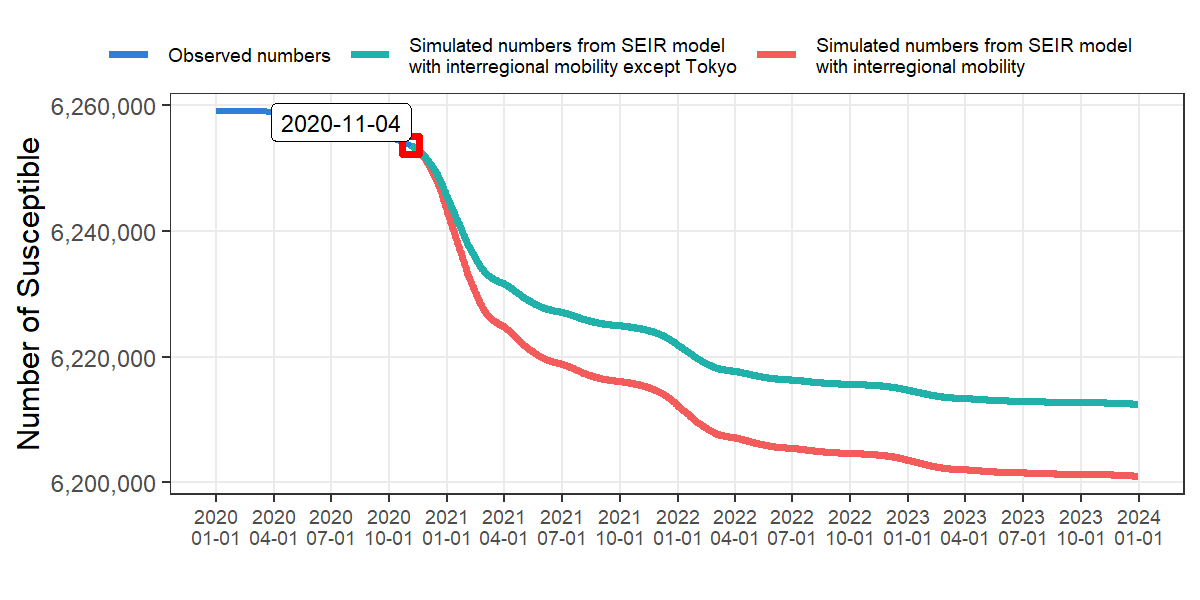 Observed numbers
Simulated numbers from SEIR model
with interregional mobility except Tokyo
Simulated numbers from SEIR model
with interregional mobility
Number of Susceptible
6,260,000
6,240,000
6,220,000
6,200,000
2020-11-04
2020 2020 2020 2020 2021 2021 2021 2021 2022 2022 2022 2022 2023 2023 2023 2023 2024
01-01 04-01 07-01 10-01 01-01 04-01 07-01 10-01 01-01 04-01 07-01 10-01 01-01 04-01 07-01 10-01 01-01